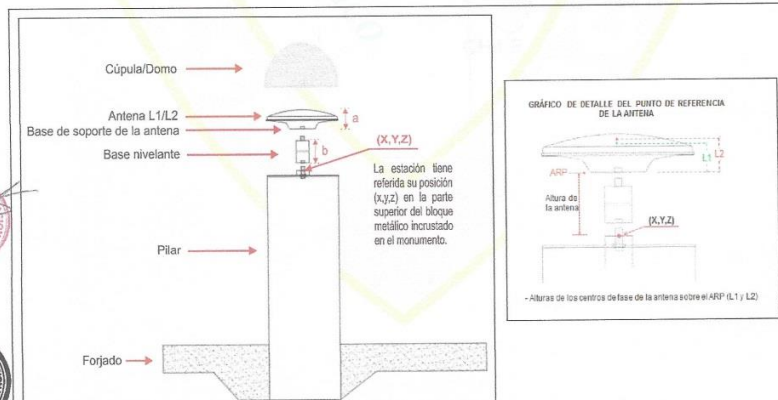 Cúpula/Domo
Antena L1/L2
a
Base de soporte de la antena
Base nivelante
b
(X,Y,Z)
La estación tiene
referida su posición
(x,y,z) en la parte
superior del bloque
metálico incrustado
en el monumento.
Pilar
Forjado
GRÁFICO DE DETALLE DEL PUNTO DE REFERENCIA
DE LA ANTENA
L1
L2
ARP
Altura de
la antena
(X,Y,Z)
- Alturas de los centros de fase de la antena sobre el ARP (L1 y L2)